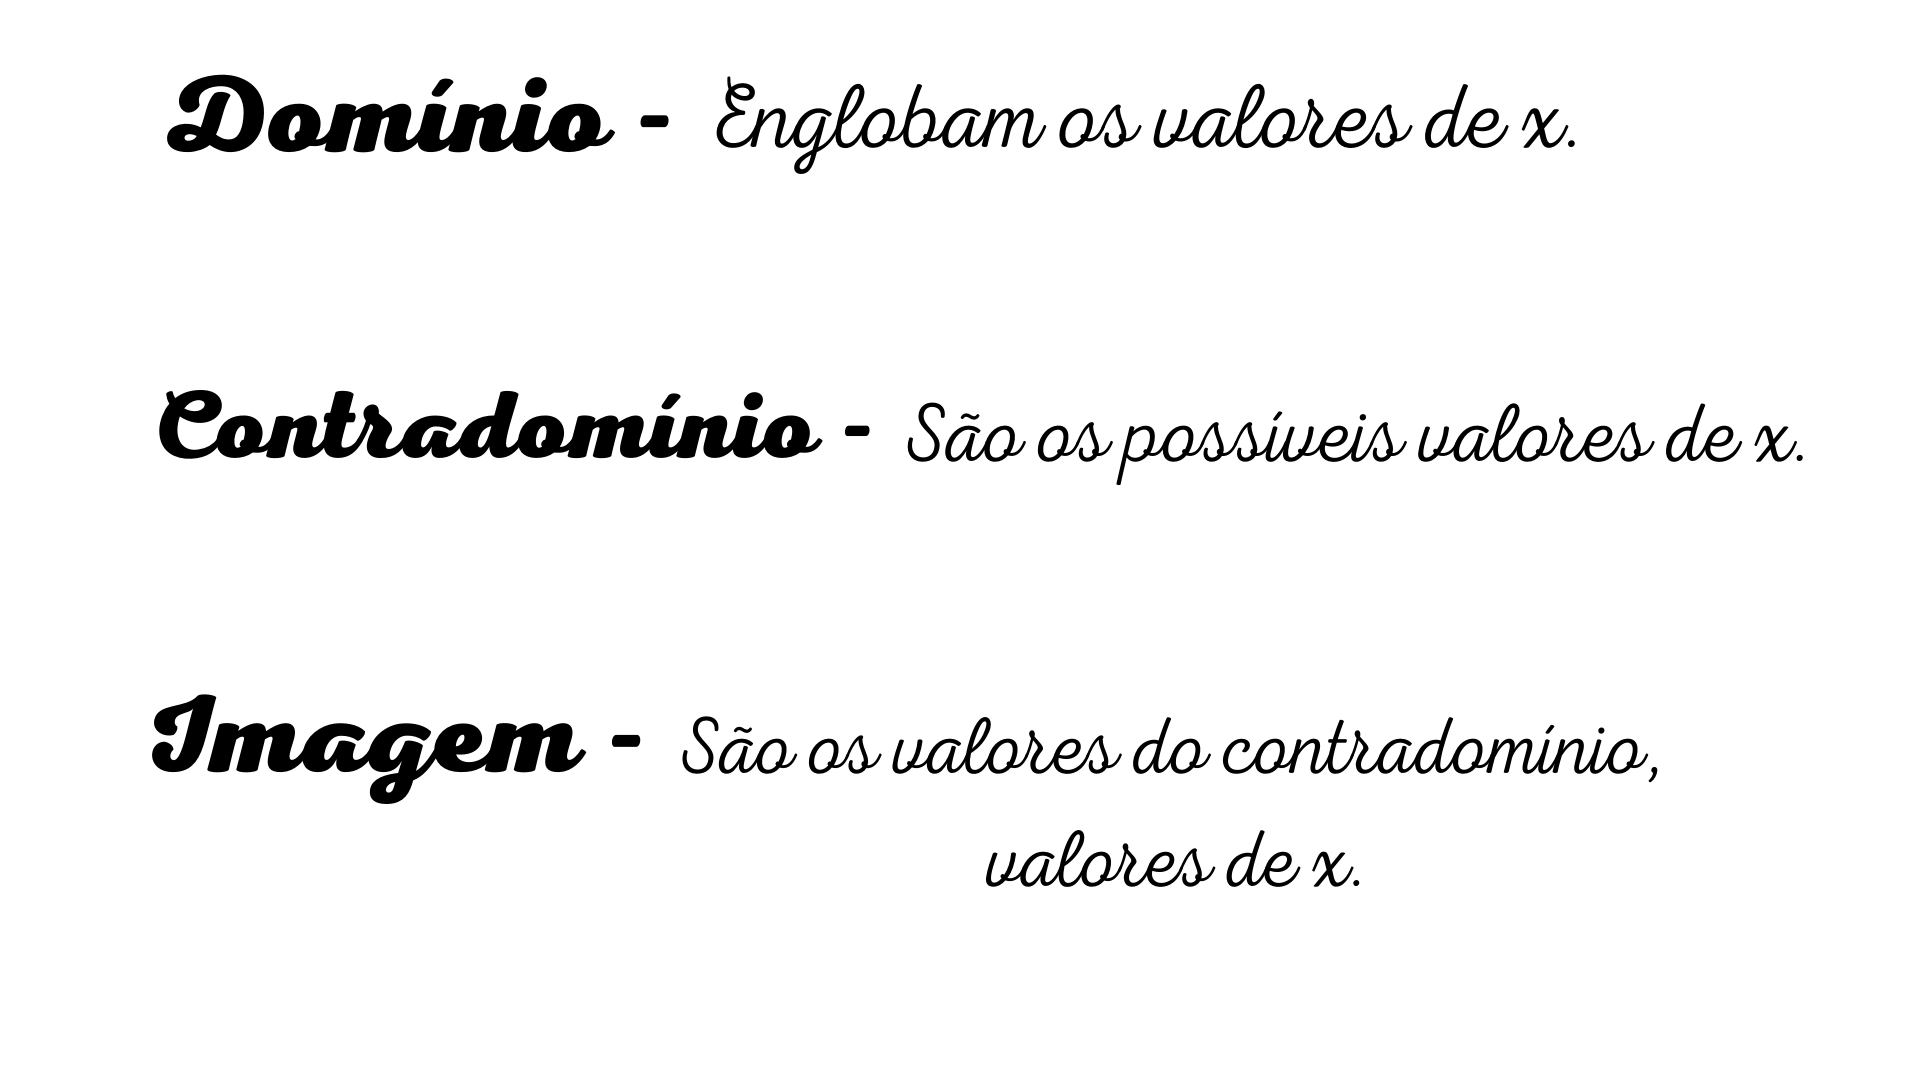 Domínio - Englobam os valores de x.
Contradomínio - São os possíveis valores de x.
Imagem - São os valores do contradomínio,
valores de x.